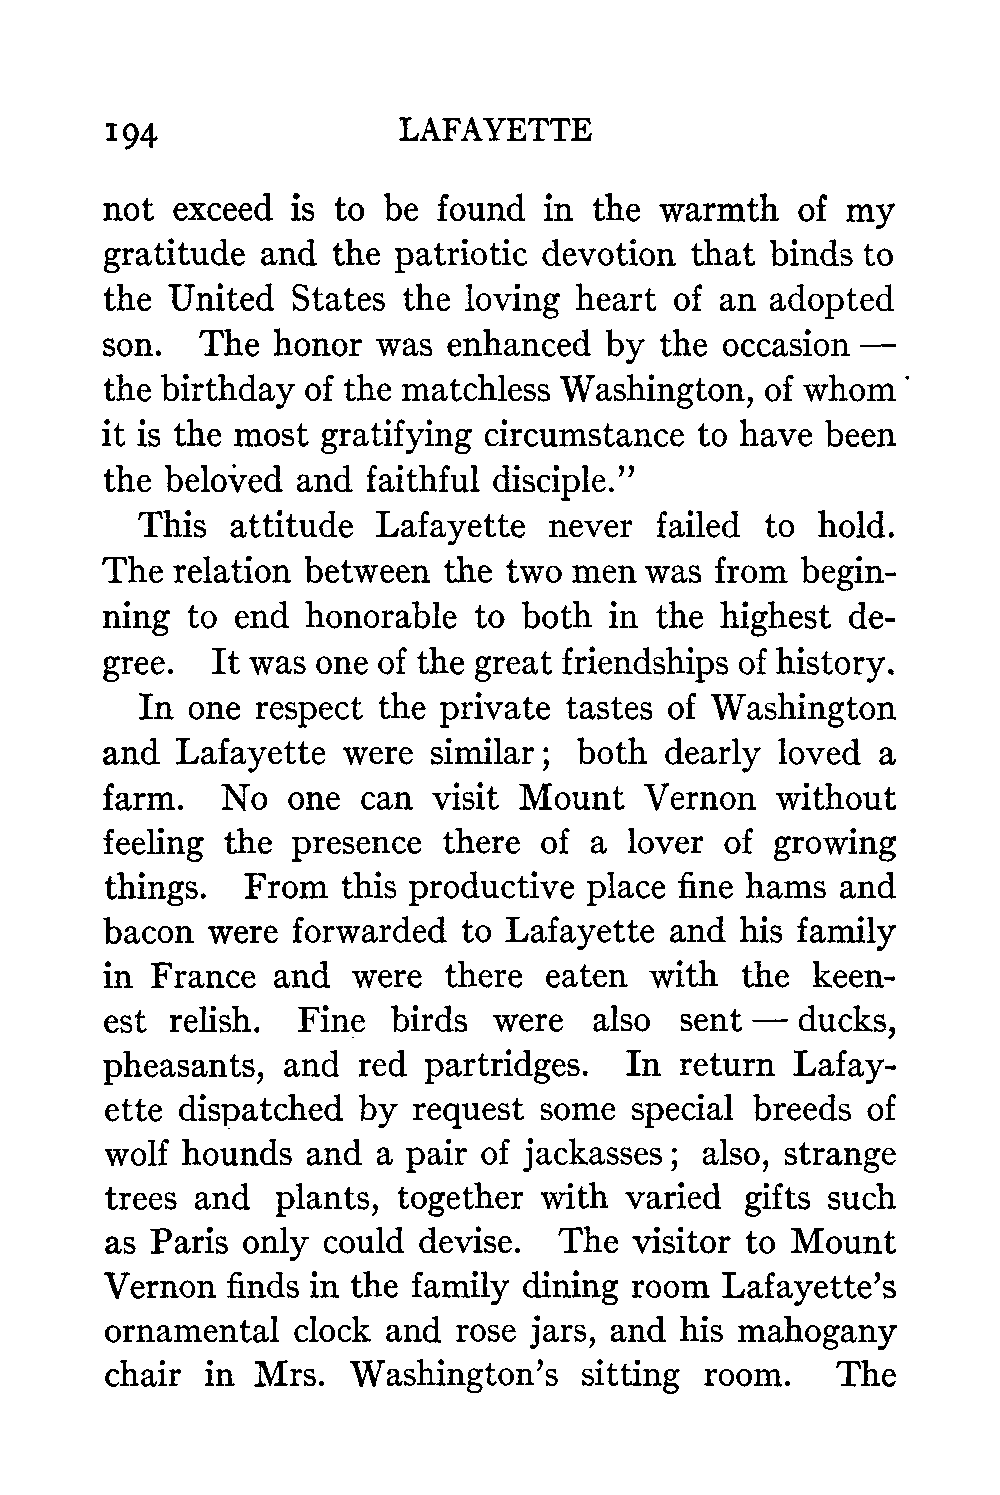 194 LAFAYETTE
not exceed is to be found in the warmth of my
gratitude and the patriotic devotion that binds to
the United States the loving heart of an adopted
son. The honor was enhanced by the occasion —
the birthday of the matchless Washington, of whom
it is the most gratifying circumstance to have been
the beloved and faithful disciple.”
This attitude Lafayette never failed to hold.
The relation between the two men was from begin-
ning to end honorable to both in the highest de-
gree. It was one of the great friendships of history.
In one respect the private tastes of Washington
and Lafayette were similar; both dearly loved a
farm. No one can visit Mount Vernon without
feeling the presence there of a lover of growing
things. From this productive place fine hams and
bacon were forwarded to Lafayette and his family
in France and were there eaten with the keen-
est relish. Fine birds were also sent — ducks,
pheasants, and red partridges. In return Lafay-
ette dispatched by request some special breeds of
wolf hounds and a pair of jackasses; also, strange
trees and plants, together with varied gifts such
as Paris only could devise. The visitor to Mount
Vernon finds in the family dining room Lafayette’s
ornamental clock and rose jars, and his mahogany
chair in Mrs. Washington’s sitting room. The